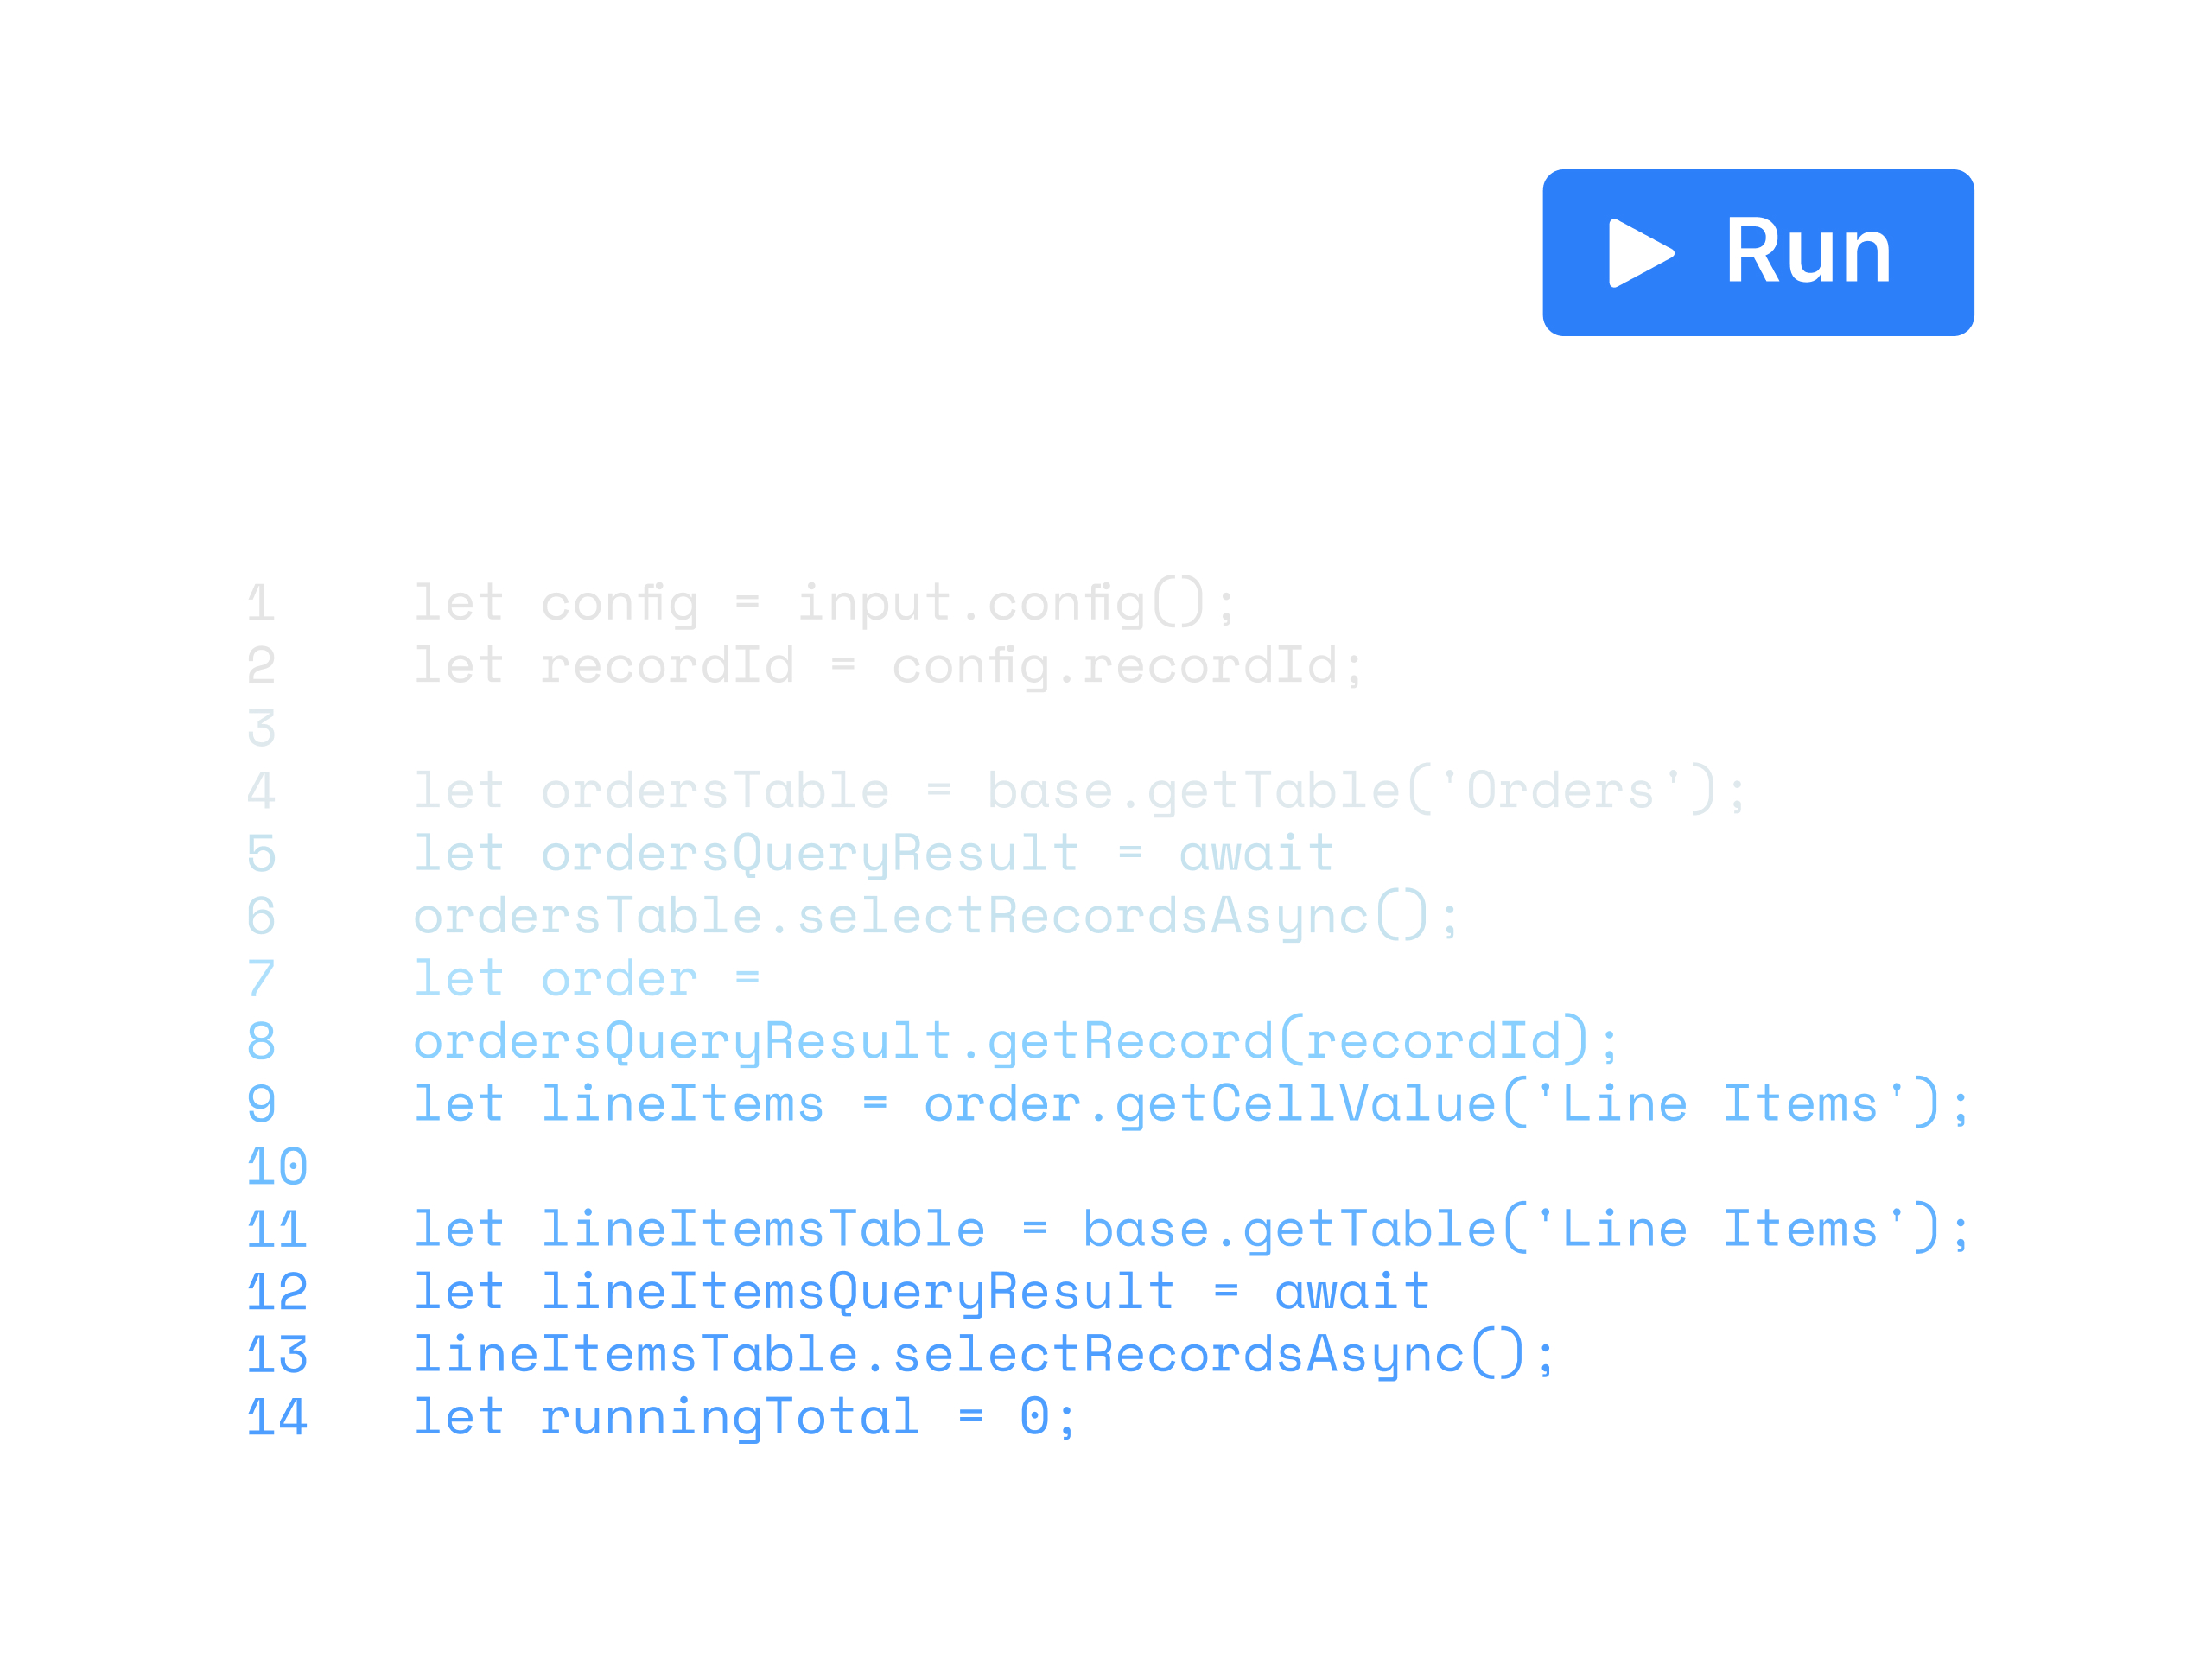 Run
1 let config = input.config();
2 let recordId = config.recordId;
3
4 let ordersTable = base.getTable('Orders');
5 let ordersQueryResult = await
6 ordersTable.selectRecordsAsync();
7 let order =
8 ordersQueryResult.getRecord(recordId);
9 let lineItems = order.getCellValue('Line Items');
10
11 let lineItemsTable = base.getTable('Line Items');
12 let lineItemsQueryResult = await
13 lineItemsTable.selectRecordsAsync();
14 let runningTotal = 0;